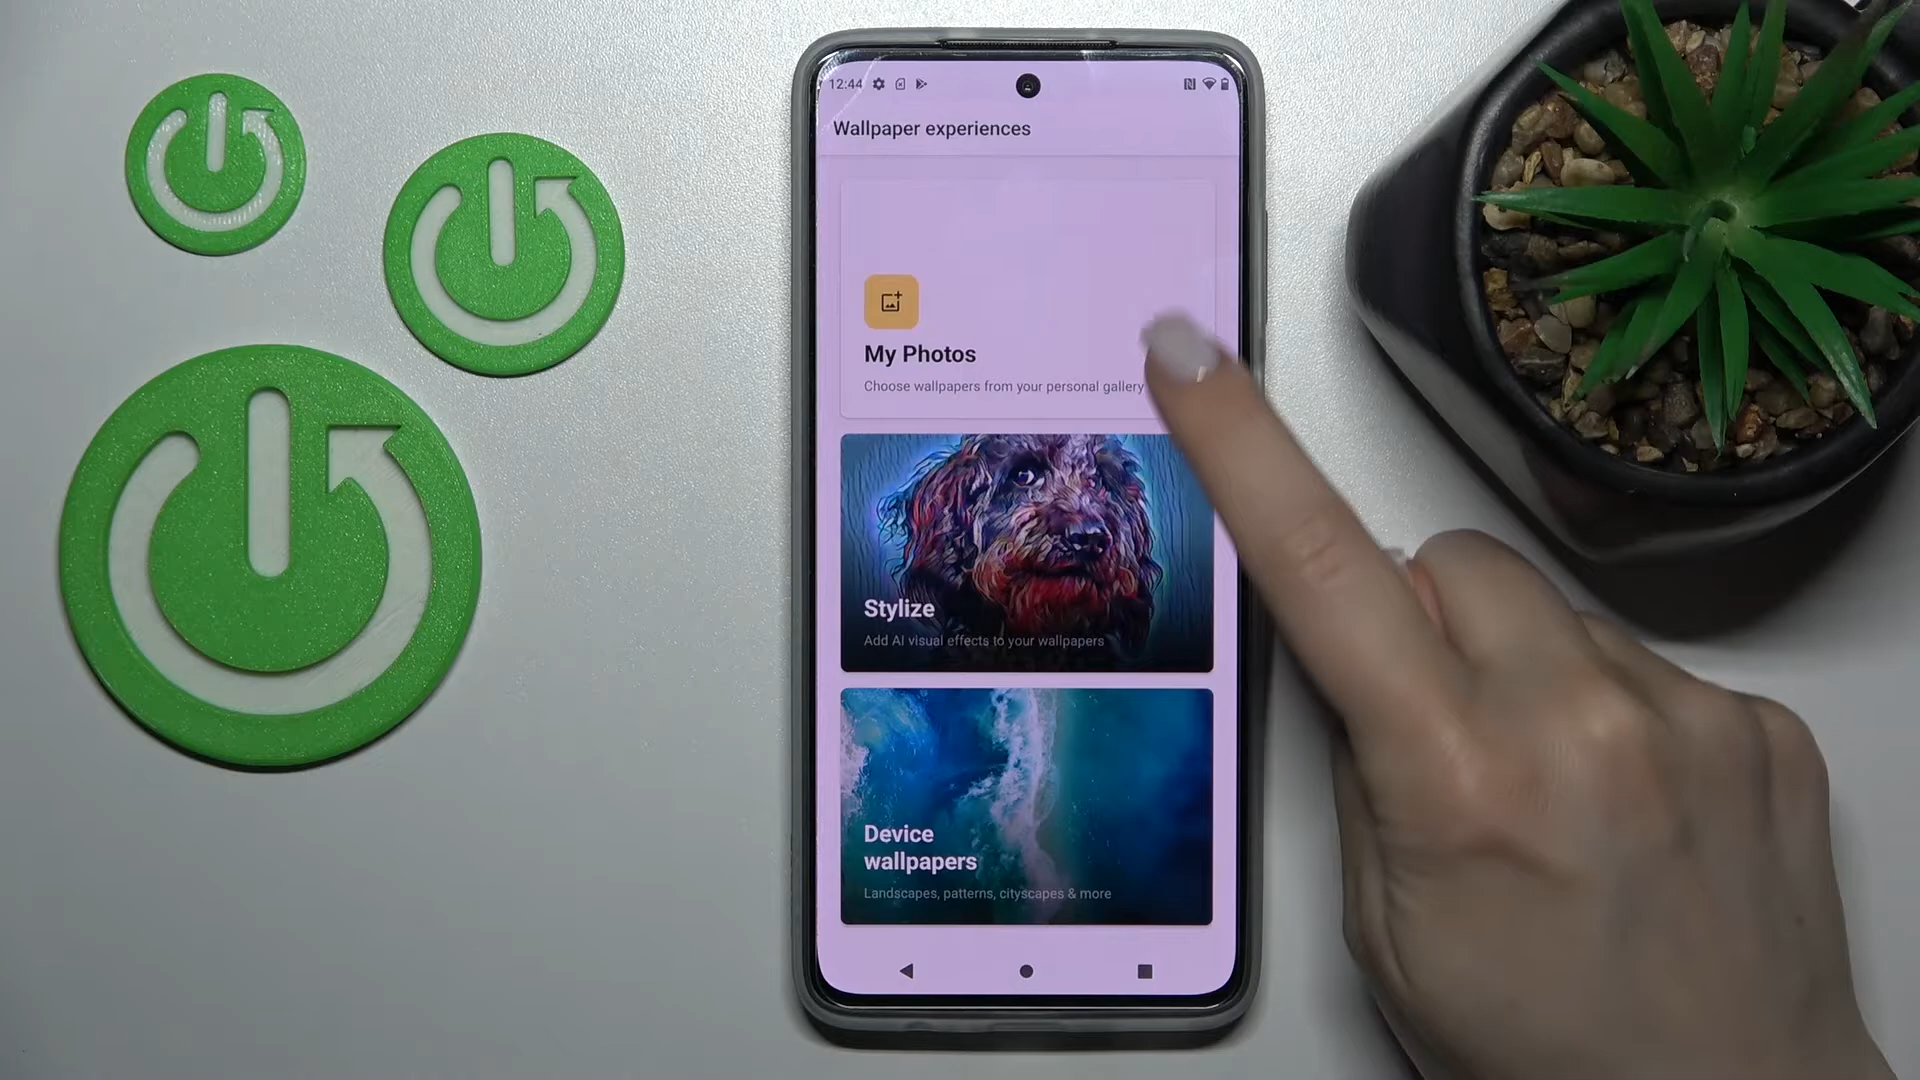 12:44
Wallpaper experiences
My Photos
Choose wallpapers from your personal gallery
Stylize
Add AI visual effects to your wallpapers
Device
wallpapers
Landscapes, patterns, cityscapes & more